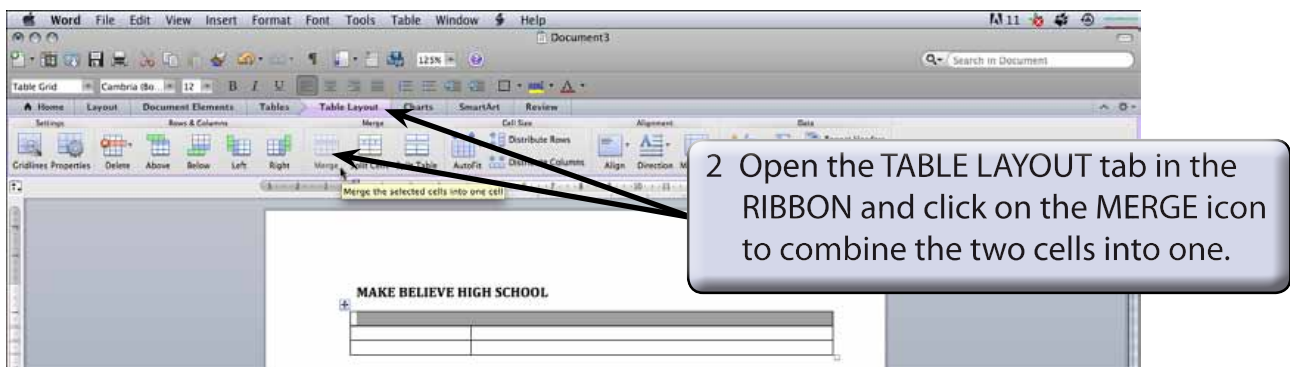 Word File Edit View Insert Format Font Tools Table Window Help
11
Document3
125%
Search in Document
Table Grid Cambria (Bo... 12 B I U
Home Layout Document Elements Tables Table Layout Charts SmartArt Review
Settings Rows & Columns Merge Cell Size Alignment Data
Distribute Rows
Gridlines Properties Delete Above Below Left Right Merge Split Cells Split Table AutoFit Distribute Columns Align Direction
Merge the selected cells into one cell
2 Open the TABLE LAYOUT tab in the
RIBBON and click on the MERGE icon
to combine the two cells into one.
MAKE BELIEVE HIGH SCHOOL